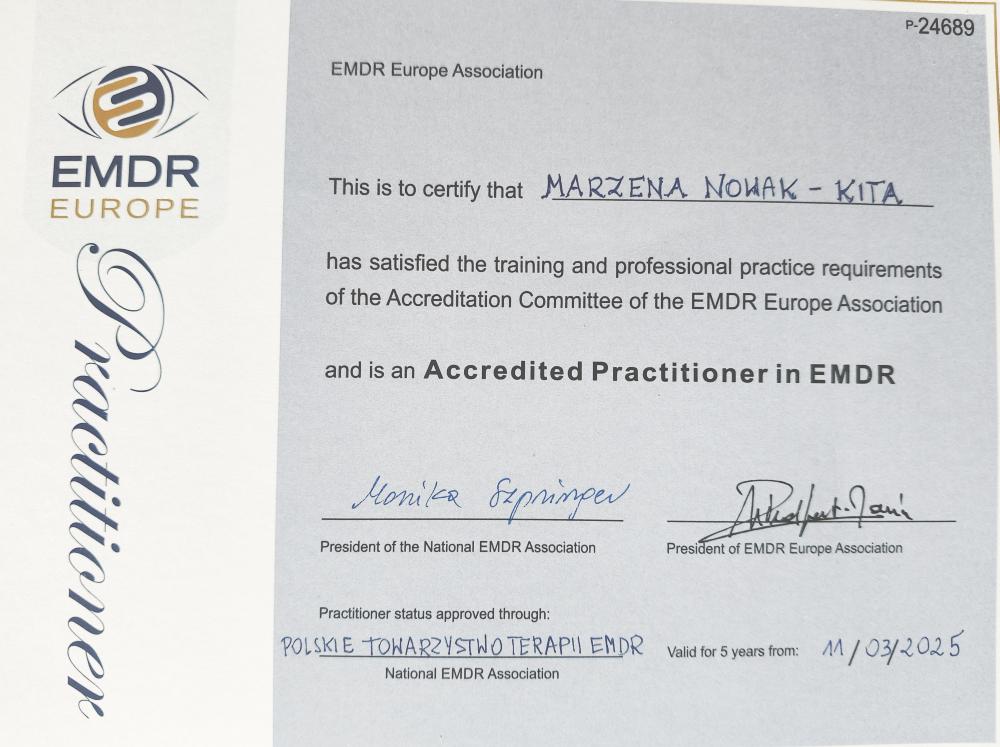 P-24689
EMDR
EUROPE
Practitioner
EMDR Europe Association
This is to certify that MARZENA NOWAK - KITA
has satisfied the training and professional practice requirements
of the Accreditation Committee of the EMDR Europe Association
and is an Accredited Practitioner in EMDR
Monika Szpringer
President of the National EMDR Association
President of EMDR Europe Association
Practitioner status approved through:
POLSKIE TOWARZYSTWO TERAPII EMDR
National EMDR Association
Valid for 5 years from: 11/03/2025